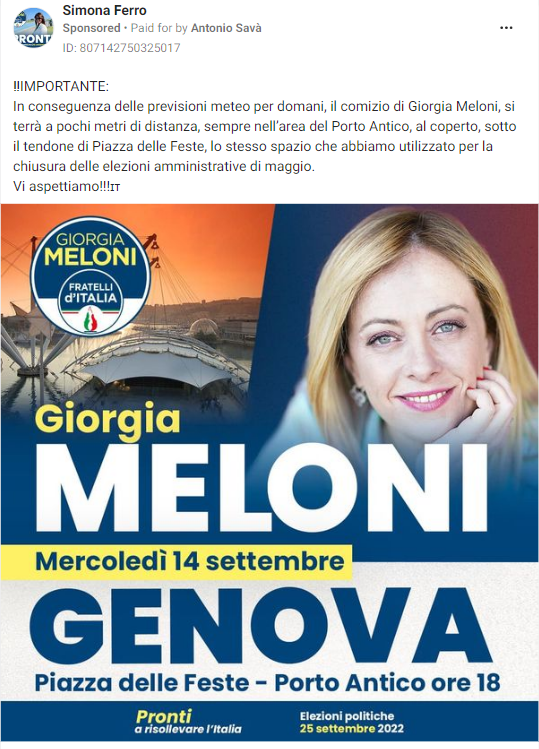 Simona Ferro
Sponsored • Paid for by Antonio Savà
ID: 807142750325017
‼IMPORTANTE:
In conseguenza delle previsioni meteo per domani, il comizio di Giorgia Meloni, si
terrà a pochi metri di distanza, sempre nell'area del Porto Antico, al coperto, sotto
il tendone di Piazza delle Feste, lo stesso spazio che abbiamo utilizzato per la
chiusura delle elezioni amministrative di maggio.
Vi aspettiamo!!!IT
GIORGIA
MELONI
FRATELLI
d'ITALIA
Giorgia
MELONI
Mercoledì 14 settembre
GENOVA
Piazza delle Feste - Porto Antico ore 18
Pronti
a risollevare l'Italia
Elezioni politiche
25 settembre 2022